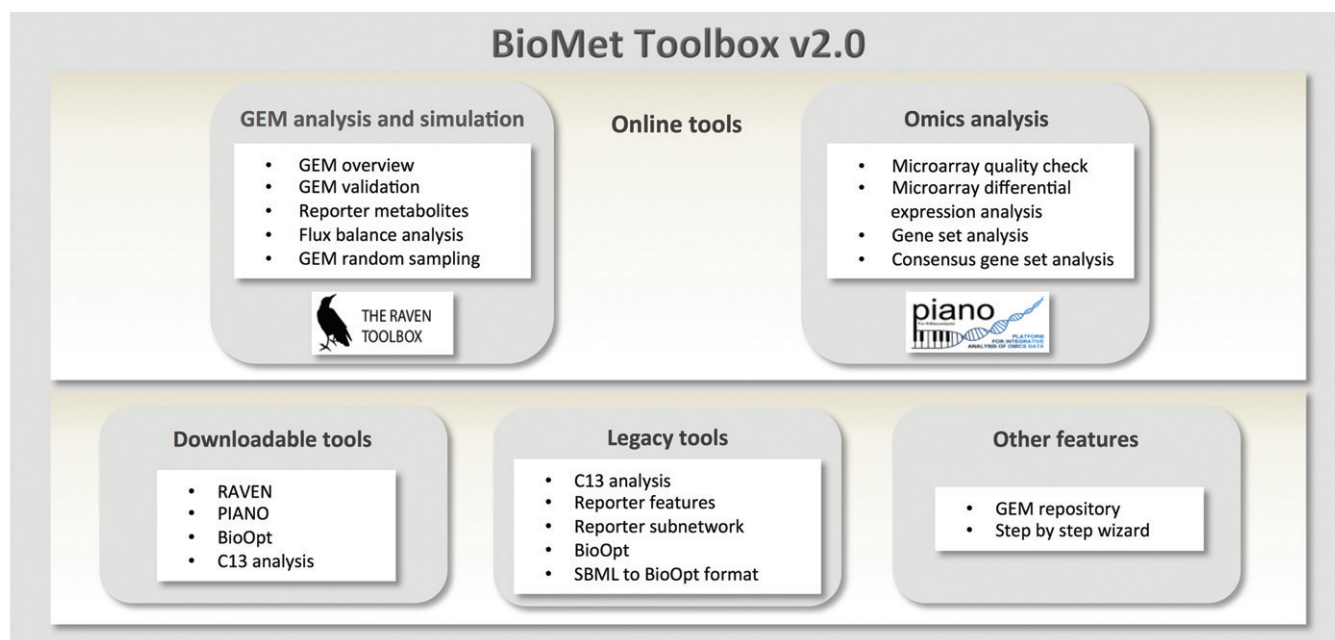 BioMet Toolbox v2.0
GEM analysis and simulation
• GEM overview
• GEM validation
• Reporter metabolites
• Flux balance analysis
• GEM random sampling
THE RAVEN
TOOLBOX
Online tools
Omics analysis
• Microarray quality check
• Microarray differential
expression analysis
• Gene set analysis
• Consensus gene set analysis
piano
PLATFORM
FOR INTEGRATIVE
ANALYSIS OF OMICS DATA
Downloadable tools
• RAVEN
• PIANO
• BioOpt
• C13 analysis
Legacy tools
• C13 analysis
• Reporter features
• Reporter subnetwork
• BioOpt
• SBML to BioOpt format
Other features
• GEM repository
• Step by step wizard